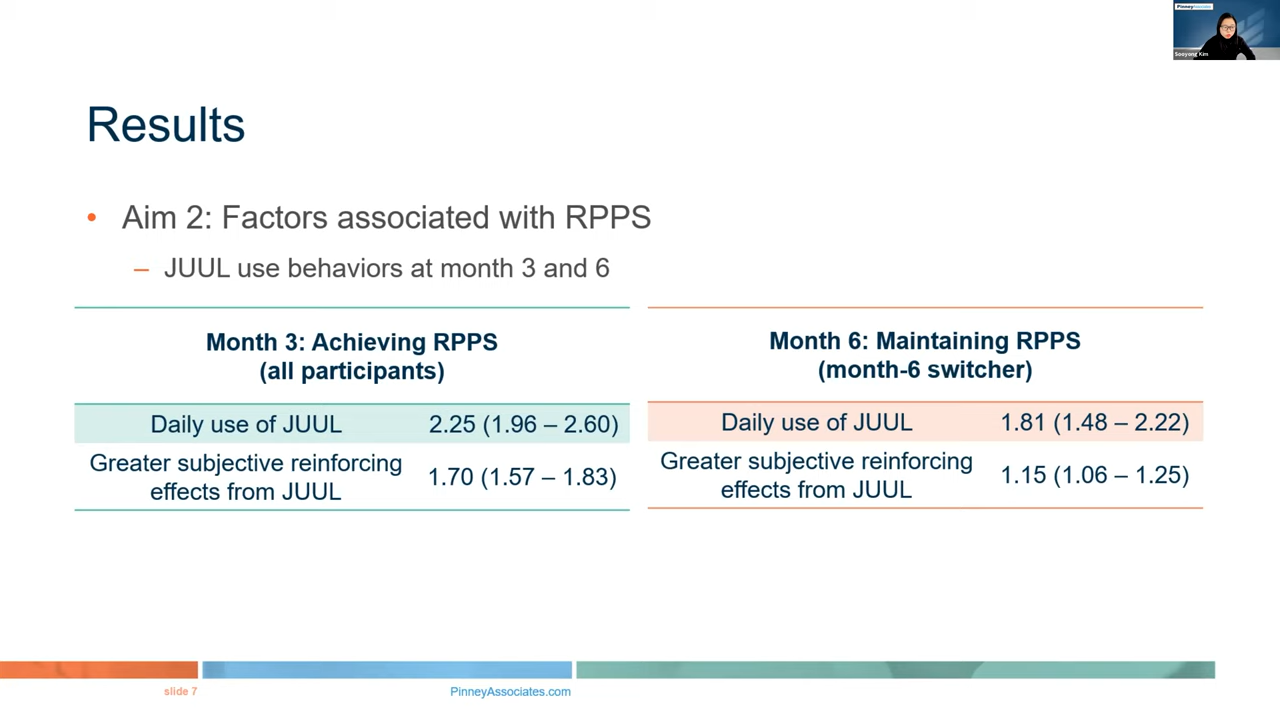 PinneyAssociates
Sooyong Kim
Results
• Aim 2: Factors associated with RPPS
– JUUL use behaviors at month 3 and 6
Month 3: Achieving RPPS
(all participants)
Daily use of JUUL 2.25 (1.96 – 2.60)
Greater subjective reinforcing
effects from JUUL 1.70 (1.57 – 1.83)
Month 6: Maintaining RPPS
(month-6 switcher)
Daily use of JUUL 1.81 (1.48 – 2.22)
Greater subjective reinforcing
effects from JUUL 1.15 (1.06 – 1.25)
slide 7
PinneyAssociates.com